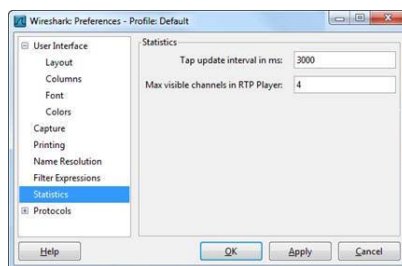 Wireshark: Preferences - Profile: Default
User Interface
Layout
Columns
Font
Colors
Capture
Printing
Name Resolution
Filter Expressions
Statistics
Protocols
Statistics
Tap update interval in ms: 3000
Max visible channels in RTP Player: 4
Help
OK
Apply
Cancel